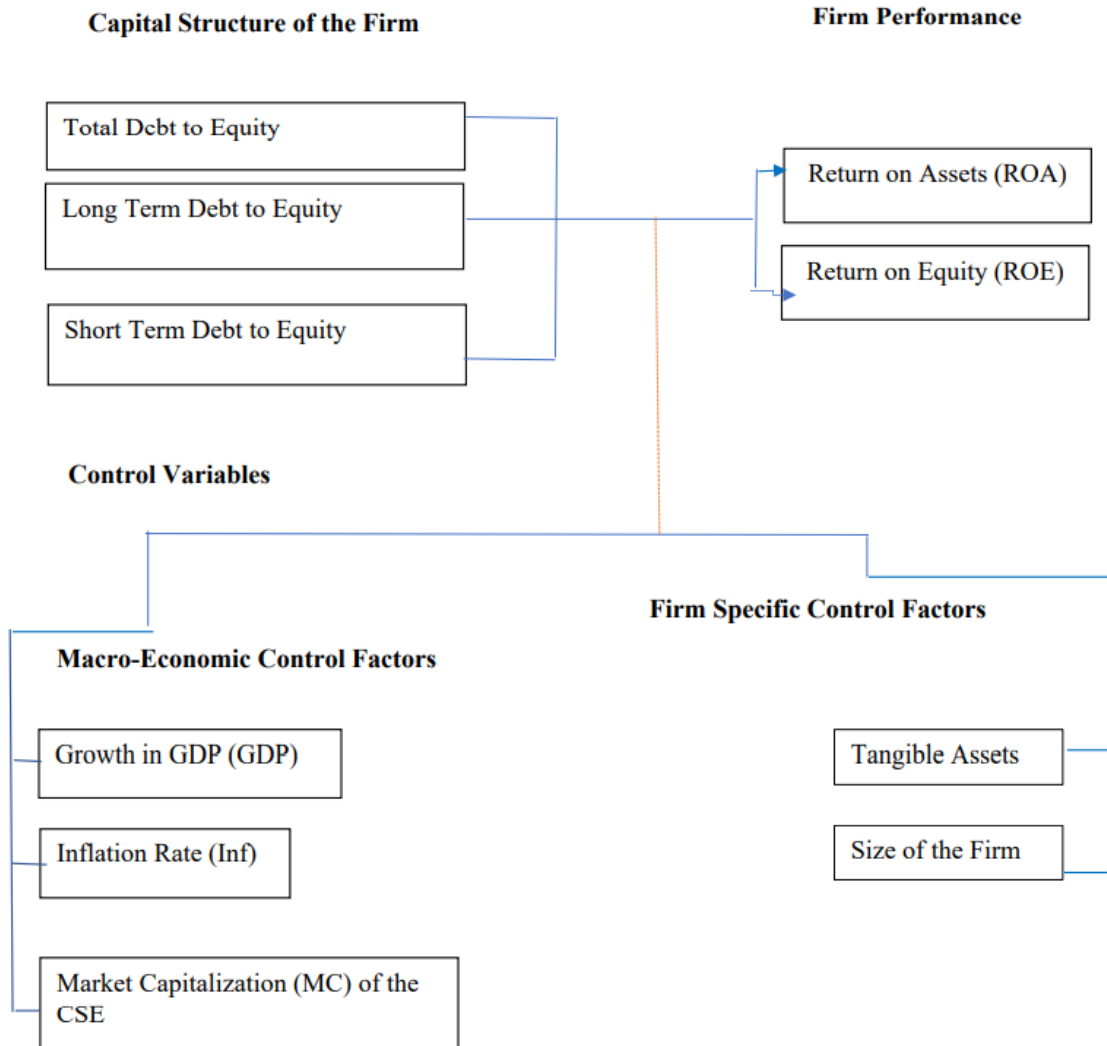 Capital Structure of the Firm
Firm Performance
Total Debt to Equity
Long Term Debt to Equity
Short Term Debt to Equity
Return on Assets (ROA)
Return on Equity (ROE)
Control Variables
Firm Specific Control Factors
Macro-Economic Control Factors
Growth in GDP (GDP)
Inflation Rate (Inf)
Market Capitalization (MC) of the
CSE
Tangible Assets
Size of the Firm